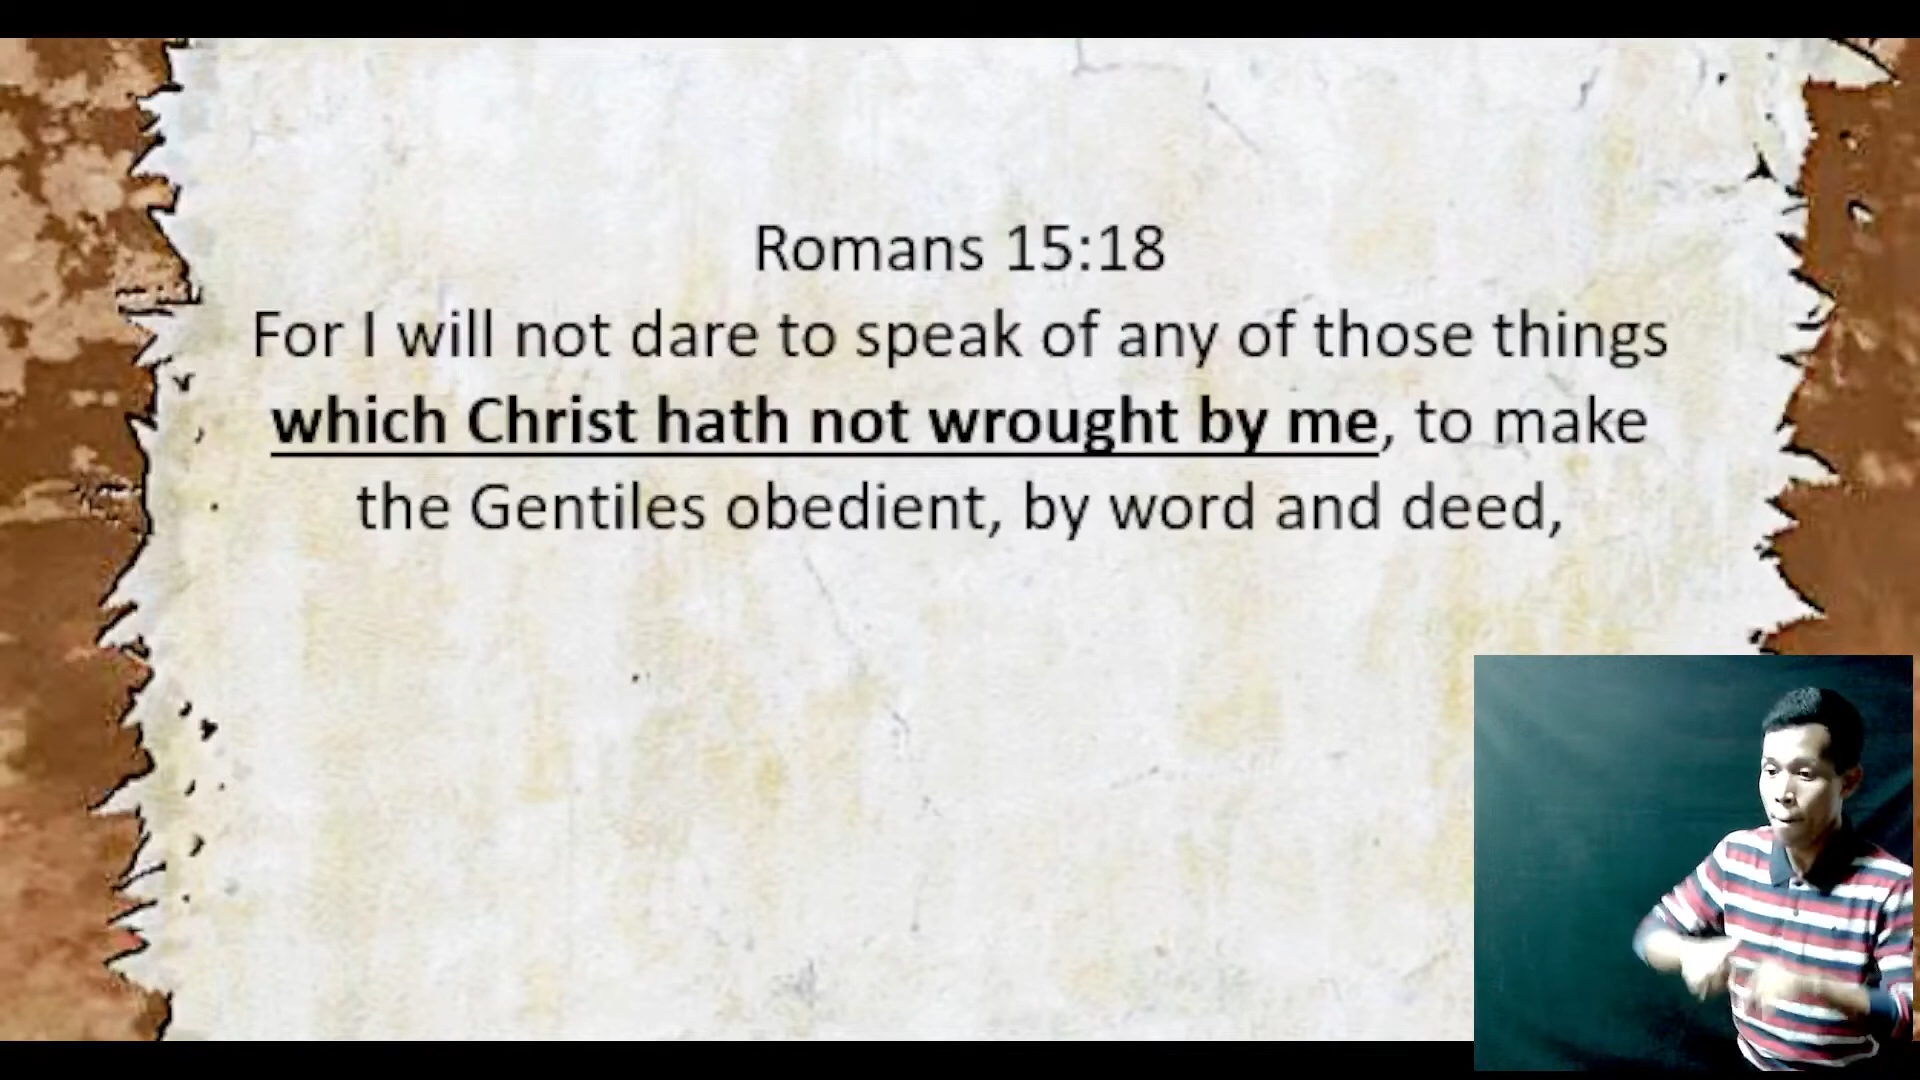 Romans 15:18
For I will not dare to speak of any of those things
which Christ hath not wrought by me, to make
the Gentiles obedient, by word and deed,